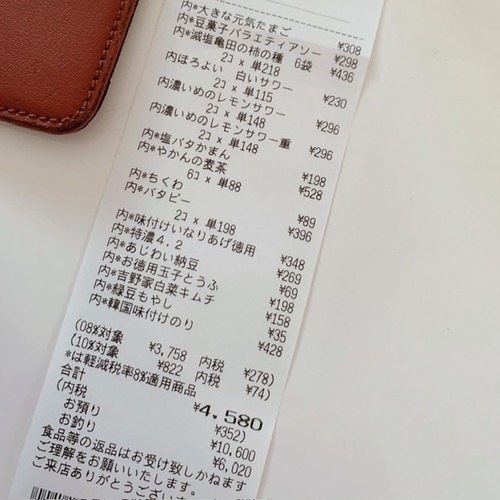 内*大きな元気たまご ¥308
内*豆菓子バラエティアソー ¥298
内*減塩亀田の柿の種 6袋 ¥436
2コ x 単218
内ほろよい 白いサワー ¥230
2コ x 単115
内濃いめのレモンサワー ¥296
2コ x 単148
内濃いめのレモンサワー重 ¥296
2コ x 単148
内*塩バタかまん ¥198
内*やかんの麦茶 ¥528
6コ x 単88
内*ちくわ ¥89
内*バタピー ¥396
2コ x 単198
内*味付けいなりあげ徳用 ¥348
内*特濃4.2 ¥269
内*あじわい納豆 ¥69
内*お徳用玉子とうふ ¥198
内*吉野家白菜キムチ ¥158
内*緑豆もやし ¥35
内*韓国味付けのり ¥428
(08%対象 ¥3,758 内税 ¥278)
(10%対象 ¥822 内税 ¥74)
*は軽減税率8%適用商品
合計 ¥4,580
(内税 ¥352)
お預り ¥10,600
お釣り ¥6,020
食品等の返品はお受け致しかねます
ご理解をお願いいたします。
ご来店ありがとうございま